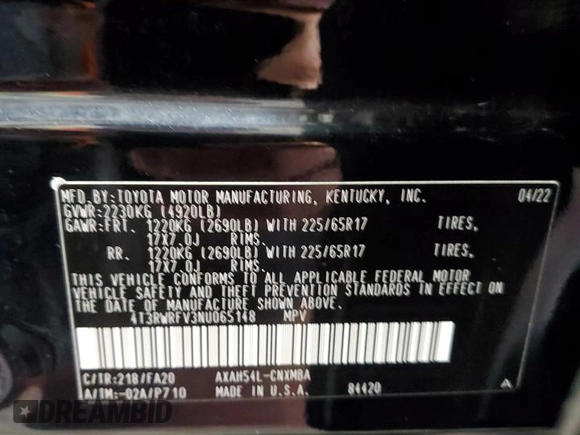 MFD.BY:TOYOTA MOTOR MANUFACTURING, KENTUCKY, INC. 04/22
GVWR:2230KG (4920LB)
GAWR:FRT. 1220KG (2690LB) WITH 225/65R17 TIRES,
17X7.0J RIMS.
RR. 1220KG (2690LB) WITH 225/65R17 TIRES,
17X7.0J RIMS.
THIS VEHICLE CONFORMS TO ALL APPLICABLE FEDERAL MOTOR
VEHICLE SAFETY AND THEFT PREVENTION STANDARDS IN EFFECT
ON THE DATE OF MANUFACTURE SHOWN ABOVE.
4T3RWRFV3NU065148 MPV
C/TR:218/FA20 AXAH54L-CNXMBA A
A/TM:-02A/P710 MADE IN U.S.A. 84420
DREAMBID